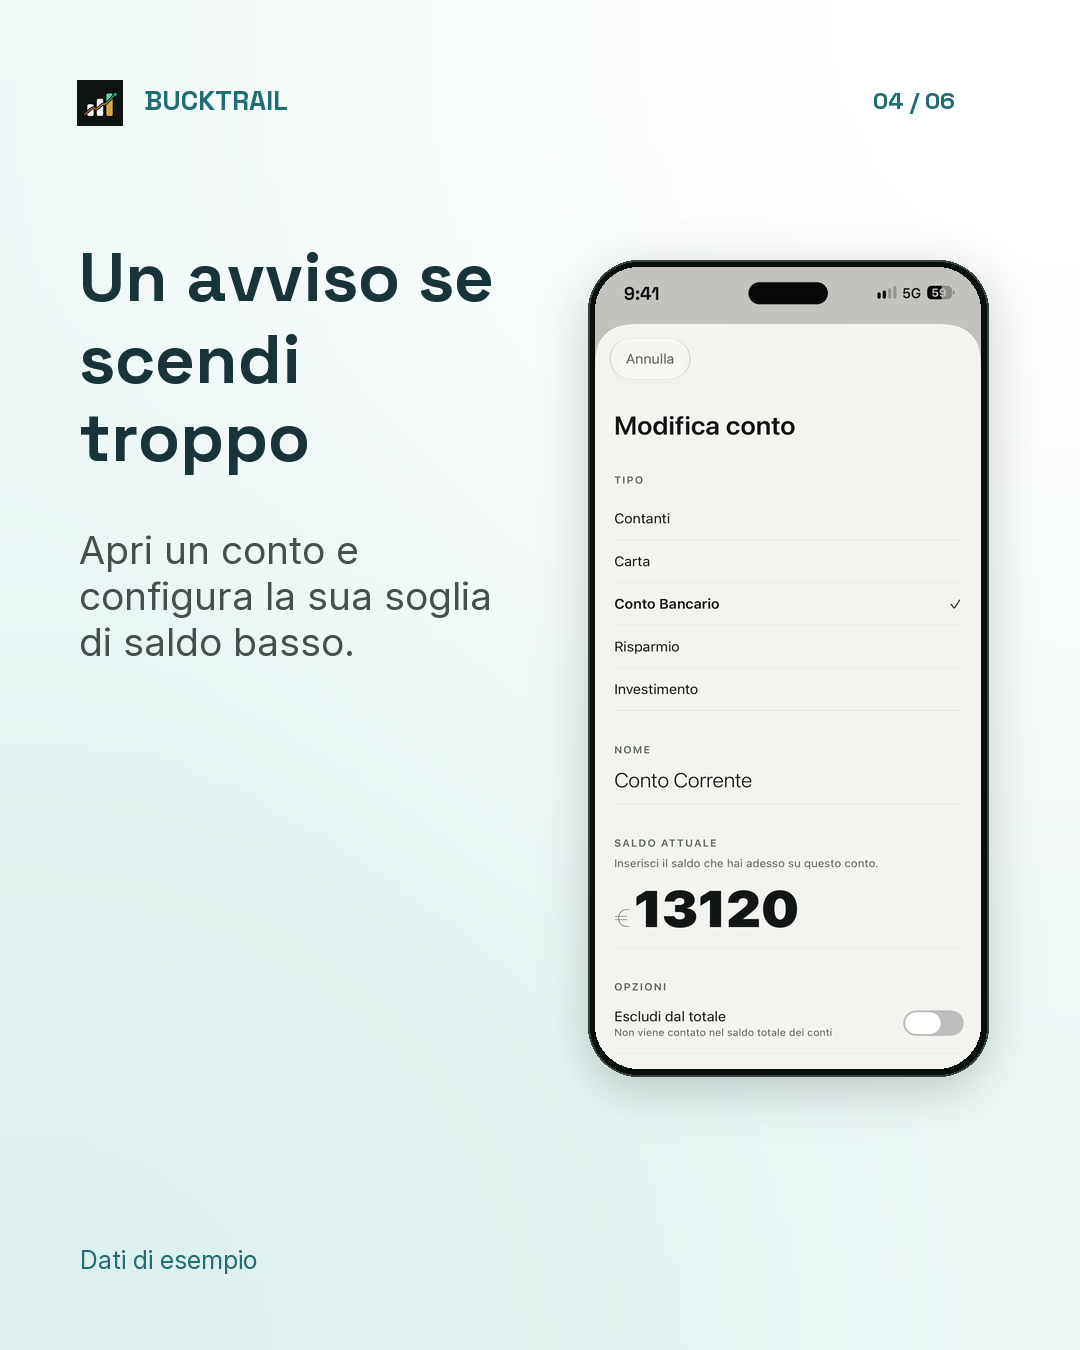 BUCKTRAIL
04 / 06
Un avviso se
scendi
troppo
Apri un conto e
configura la sua soglia
di saldo basso.
9:41
5G
59
Annulla
Modifica conto
TIPO
Contanti
Carta
Conto Bancario
Risparmio
Investimento
NOME
Conto Corrente
SALDO ATTUALE
Inserisci il saldo che hai adesso su questo conto.
€13120
OPZIONI
Escludi dal totale
Non viene contato nel saldo totale dei conti
Dati di esempio